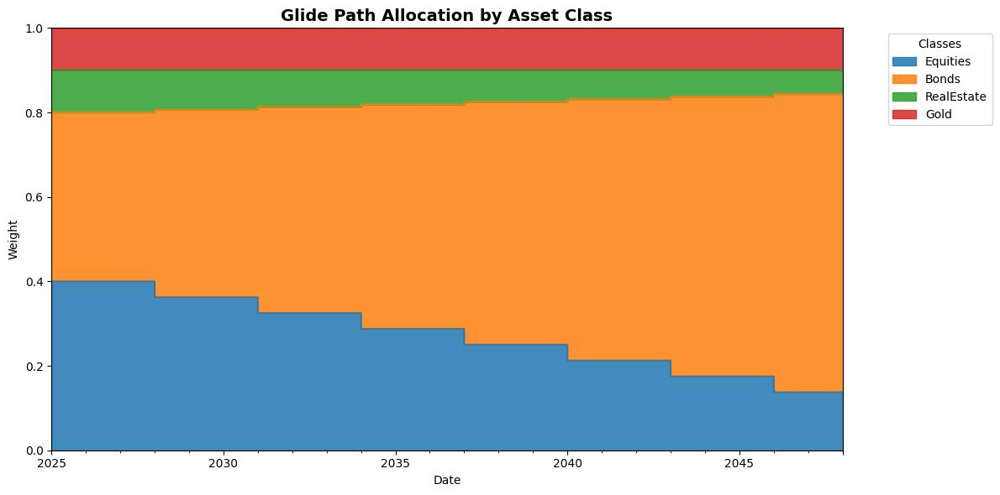 Glide Path Allocation by Asset Class
Classes
Equities
Bonds
RealEstate
Gold
Weight
1.0
0.8
0.6
0.4
0.2
0.0
2025
2030
2035
2040
2045
Date